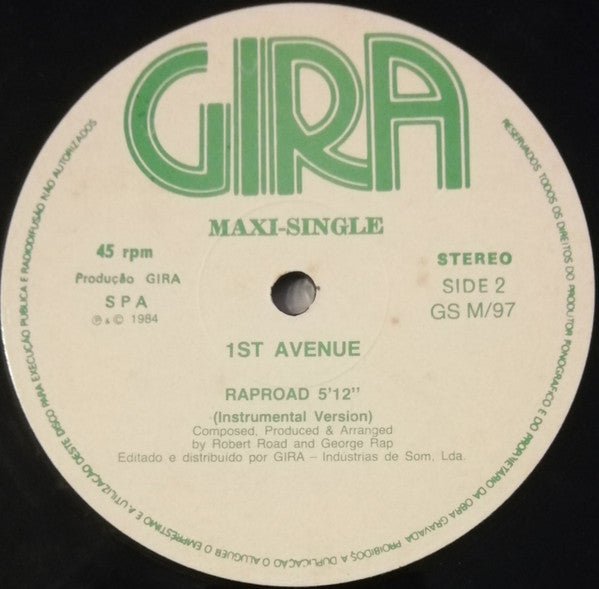 GIRA
MAXI-SINGLE
45 rpm
Produção GIRA
SPA
℗ & © 1984
STEREO
SIDE 2
GS M/97
1ST AVENUE
RAPROAD 5'12"
(Instrumental Version)
Composed, Produced & Arranged
by Robert Road and George Rap
Editado e distribuído por GIRA – Indústrias de Som, Lda.
RESERVADOS TODOS OS DIREITOS DO PRODUTOR FONOGRÁFICO E DO PROPRIETÁRIO DA OBRA GRAVADA PROIBIDOS A DUPLICAÇÃO O ALUGUER O EMPRÉSTIMO E A UTILIZAÇÃO DESTE DISCO PARA EXECUÇÃO PUBLICA E RADIODIFUSÃO NÃO AUTORIZADOS